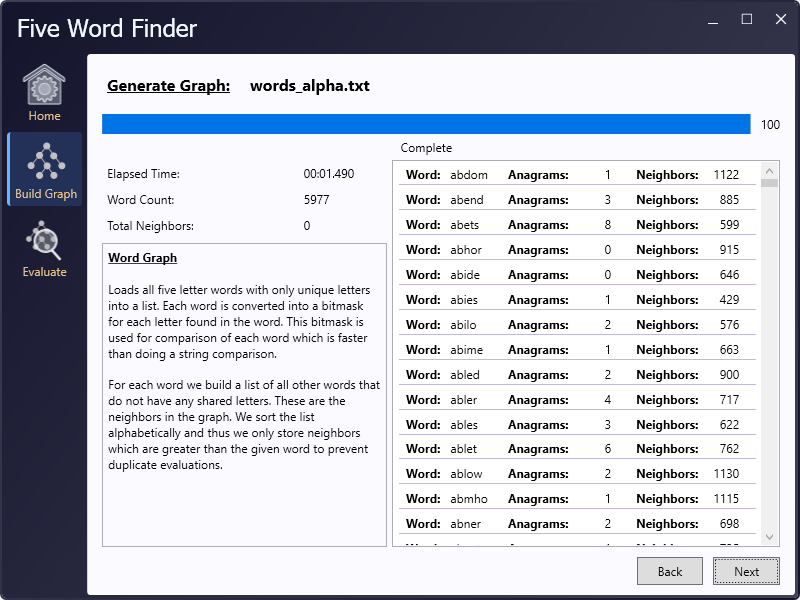 Five Word Finder
Home
Build Graph
Evaluate
Generate Graph: words_alpha.txt
100
Complete
Elapsed Time: 00:01.490
Word Count: 5977
Total Neighbors: 0
Word Graph
Loads all five letter words with only unique letters
into a list. Each word is converted into a bitmask
for each letter found in the word. This bitmask is
used for comparison of each word which is faster
than doing a string comparison.
For each word we build a list of all other words that
do not have any shared letters. These are the
neighbors in the graph. We sort the list
alphabetically and thus we only store neighbors
which are greater than the given word to prevent
duplicate evaluations.
Word: abdom Anagrams: 1 Neighbors: 1122
Word: abend Anagrams: 3 Neighbors: 885
Word: abets Anagrams: 8 Neighbors: 599
Word: abhor Anagrams: 0 Neighbors: 915
Word: abide Anagrams: 0 Neighbors: 646
Word: abies Anagrams: 1 Neighbors: 429
Word: abilo Anagrams: 2 Neighbors: 576
Word: abime Anagrams: 1 Neighbors: 663
Word: abled Anagrams: 2 Neighbors: 900
Word: abler Anagrams: 4 Neighbors: 717
Word: ables Anagrams: 3 Neighbors: 622
Word: ablet Anagrams: 6 Neighbors: 762
Word: ablow Anagrams: 2 Neighbors: 1130
Word: abmho Anagrams: 1 Neighbors: 1115
Word: abner Anagrams: 2 Neighbors: 698
Back
Next